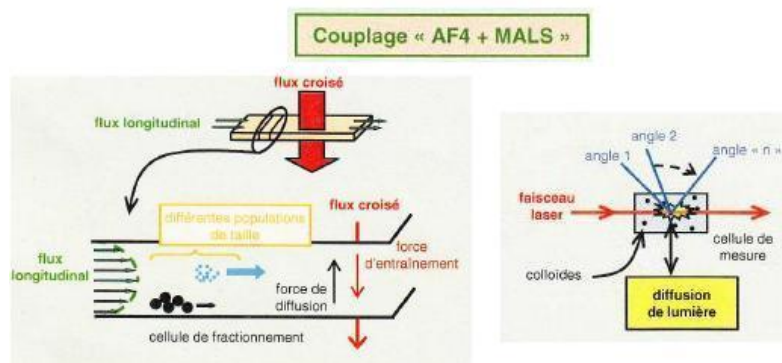 Couplage « AF4 + MALS »
flux croisé
flux longitudinal
différentes populations
de taille
flux croisé
flux
longitudinal
force
d'entraînement
force de
diffusion
cellule de fractionnement
angle 2
angle 1
angle « n »
faisceau
laser
cellule de
mesure
colloides
diffusion
de lumière